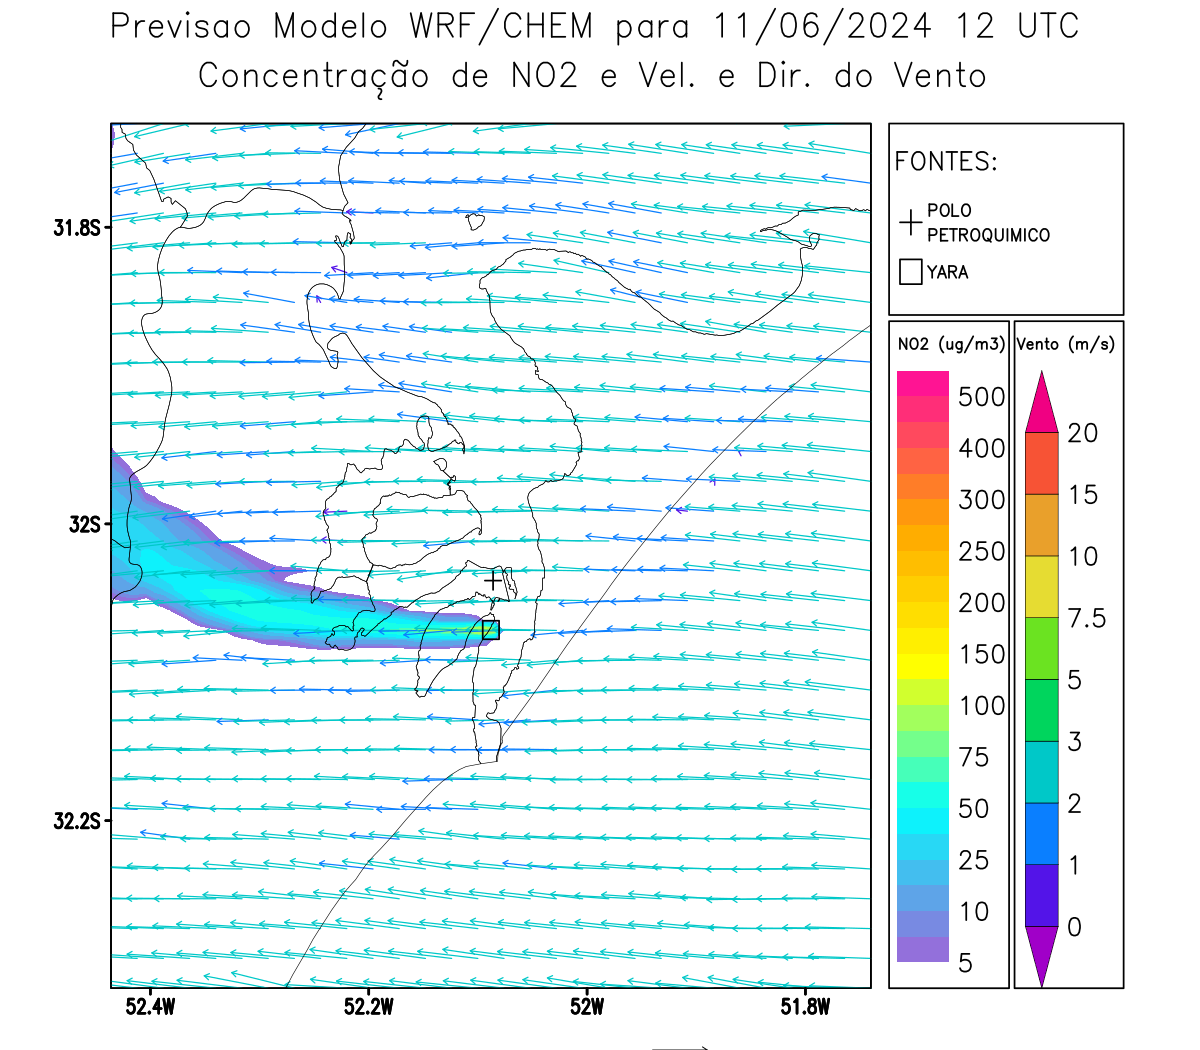 Previsao Modelo WRF/CHEM para 11/06/2024 12 UTC
Concentração de NO2 e Vel. e Dir. do Vento
FONTES:
POLO
PETROQUIMICO
YARA
NO2 (ug/m3)
500
400
300
250
200
150
100
75
50
25
10
5
Vento (m/s)
20
15
10
7.5
5
3
2
1
0
31.8S
32S
32.2S
52.4W 52.2W 52W 51.8W